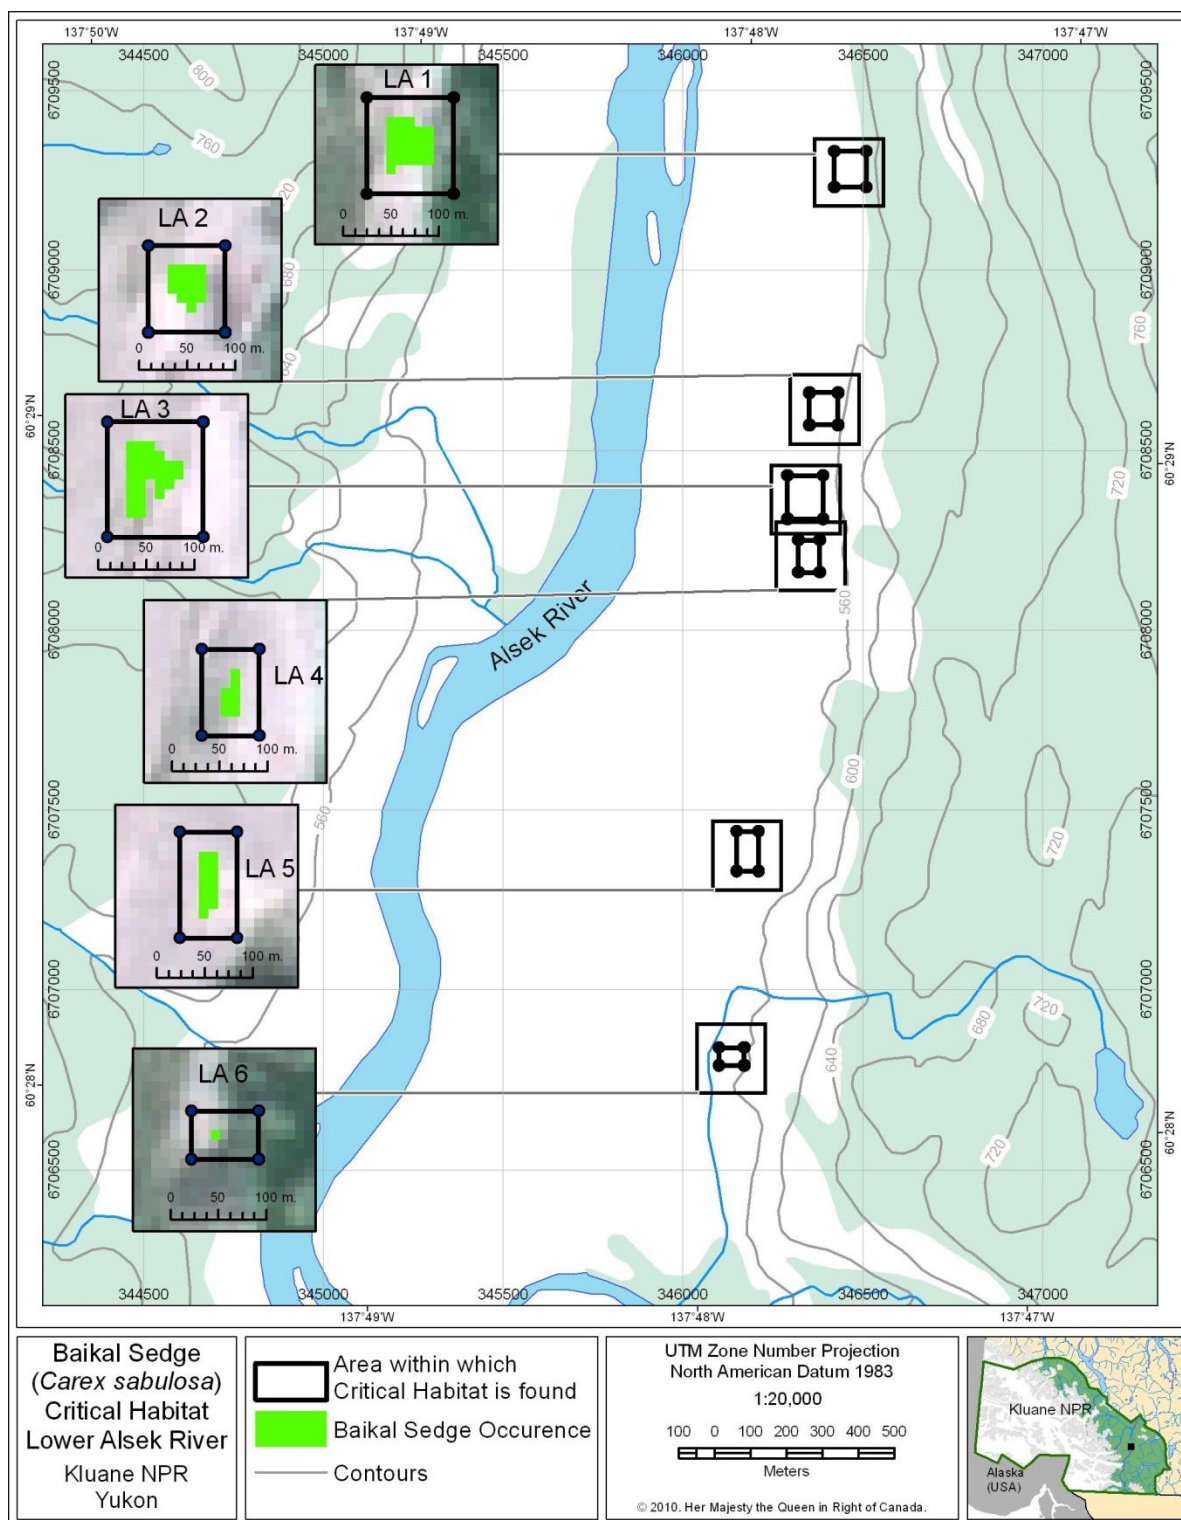 137°50'W 137°49'W 137°48'W 137°47'W
344500 345000 345500 346000 346500 347000
6709500
6709500
800
760
720
LA 1
0 50 100 m.
LA 2
0 50 100 m.
680
6709000
6709000
760
640
60°29'N
LA 3
0 50 100 m.
6708500
6708500
60°29'N
720
560
Alsek River
6708000
6708000
LA 4
0 50 100 m.
600
6707500
6707500
560
720
LA 5
0 50 100 m.
6707000
6707000
680
720
640
60°28'N
LA 6
0 50 100 m.
60°28'N
720
6706500
6706500
344500 345000 345500 346000 346500 347000
137°49'W 137°48'W 137°47'W
Baikal Sedge
(Carex sabulosa)
Critical Habitat
Lower Alsek River
Kluane NPR
Yukon
Area within which
Critical Habitat is found
Baikal Sedge Occurence
Contours
UTM Zone Number Projection
North American Datum 1983
1:20,000
100 0 100 200 300 400 500
Meters
© 2010. Her Majesty the Queen in Right of Canada.
Kluane NPR
Alaska
(USA)